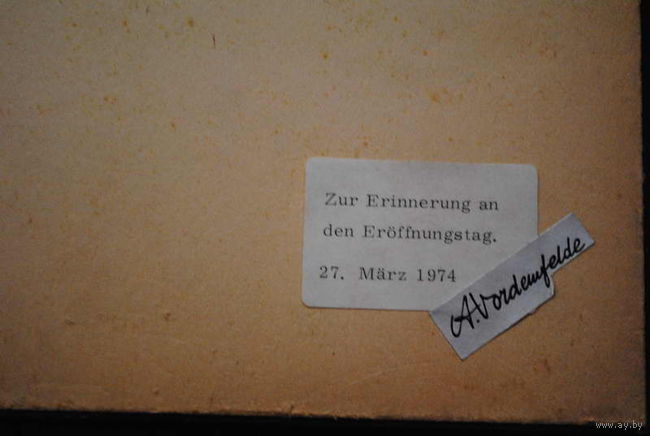 Zur Erinnerung an
den Eröffnungstag.
27. März 1974
A. Vordemfelde
www.ay.by